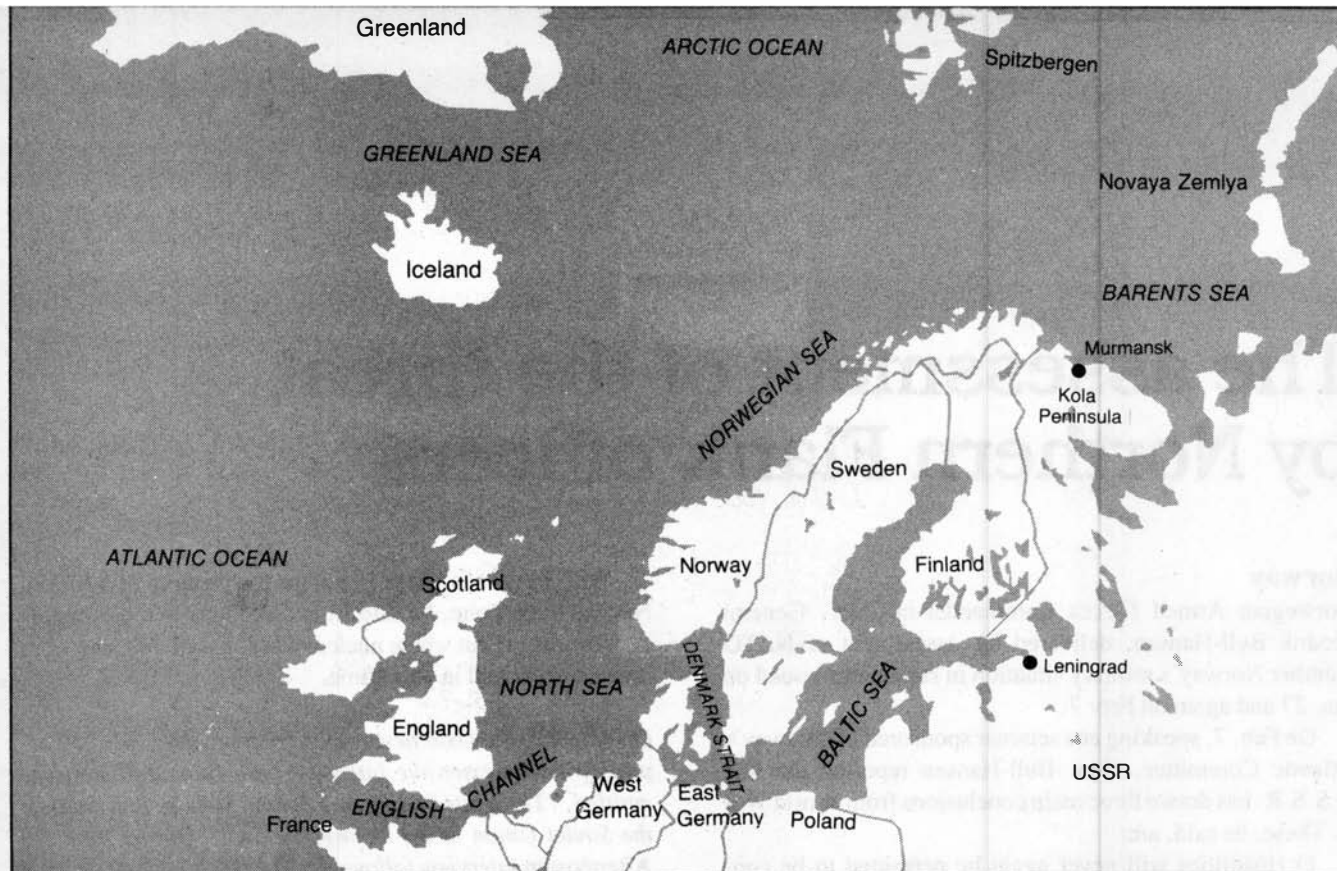 Greenland
ARCTIC OCEAN
Spitzbergen
GREENLAND SEA
Novaya Zemlya
Iceland
BARENTS SEA
NORWEGIAN SEA
Murmansk
Kola
Peninsula
Sweden
ATLANTIC OCEAN
Scotland
Norway
Finland
Leningrad
NORTH SEA
DENMARK STRAIT
BALTIC SEA
England
USSR
ENGLISH CHANNEL
West
Germany
East
Germany
Poland
France